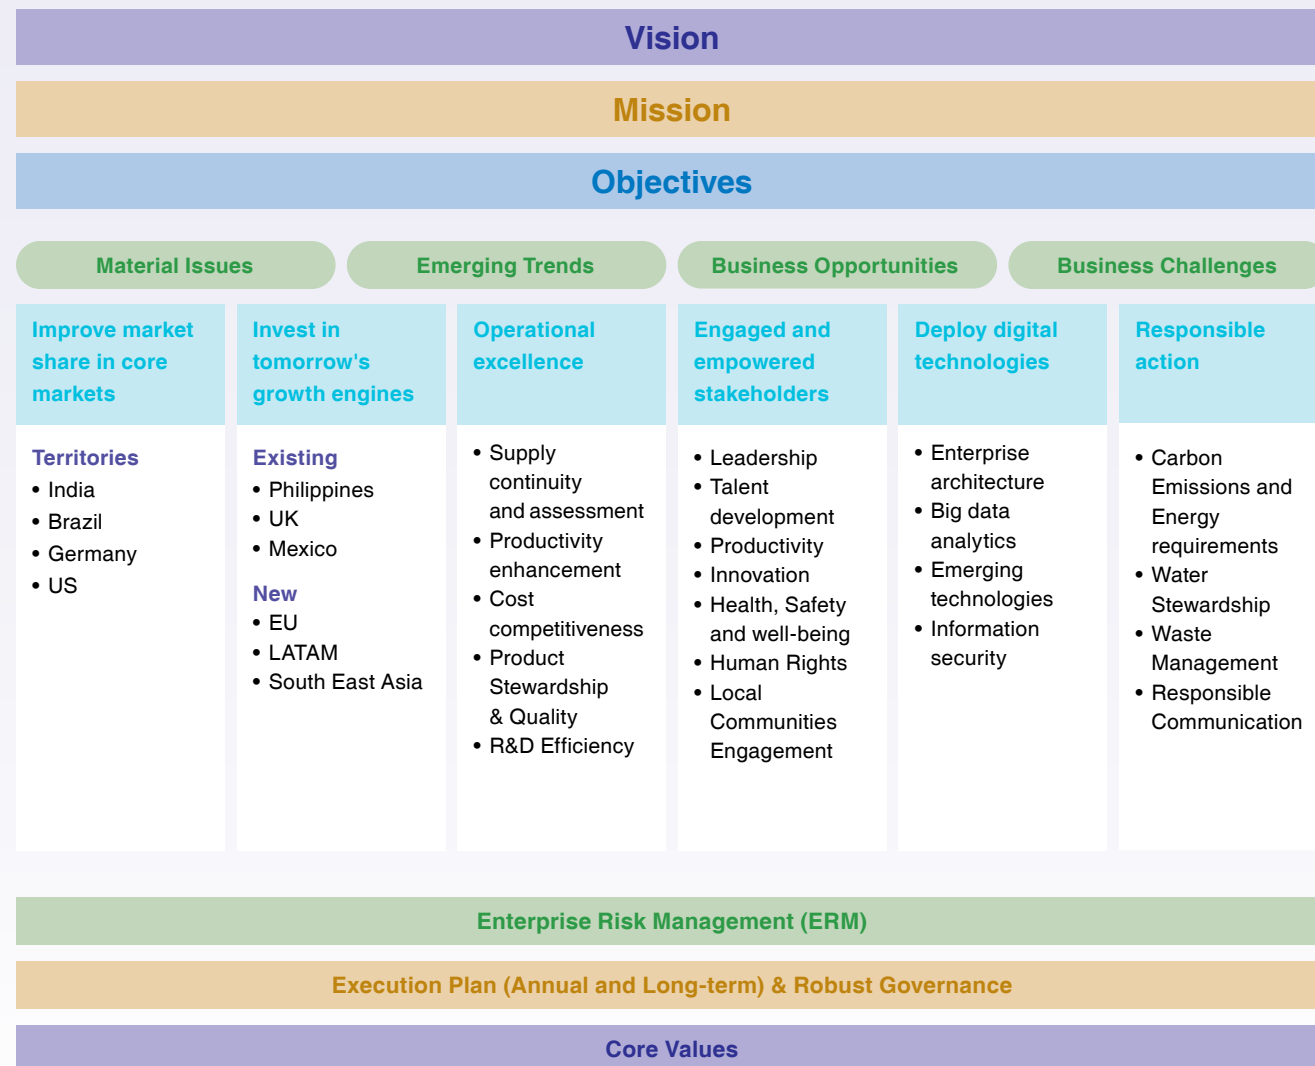 Vision
Mission
Objectives
Material Issues
Emerging Trends
Business Opportunities
Business Challenges
Improve market
share in core
markets
Territories
• India
• Brazil
• Germany
• US
Invest in
tomorrow's
growth engines
Existing
• Philippines
• UK
• Mexico
New
• EU
• LATAM
• South East Asia
Operational
excellence
• Supply
continuity
and assessment
• Productivity
enhancement
• Cost
competitiveness
• Product
Stewardship
& Quality
• R&D Efficiency
Engaged and
empowered
stakeholders
• Leadership
• Talent
development
• Productivity
• Innovation
• Health, Safety
and well-being
• Human Rights
• Local
Communities
Engagement
Deploy digital
technologies
• Enterprise
architecture
• Big data
analytics
• Emerging
technologies
• Information
security
Responsible
action
• Carbon
Emissions and
Energy
requirements
• Water
Stewardship
• Waste
Management
• Responsible
Communication
Enterprise Risk Management (ERM)
Execution Plan (Annual and Long-term) & Robust Governance
Core Values